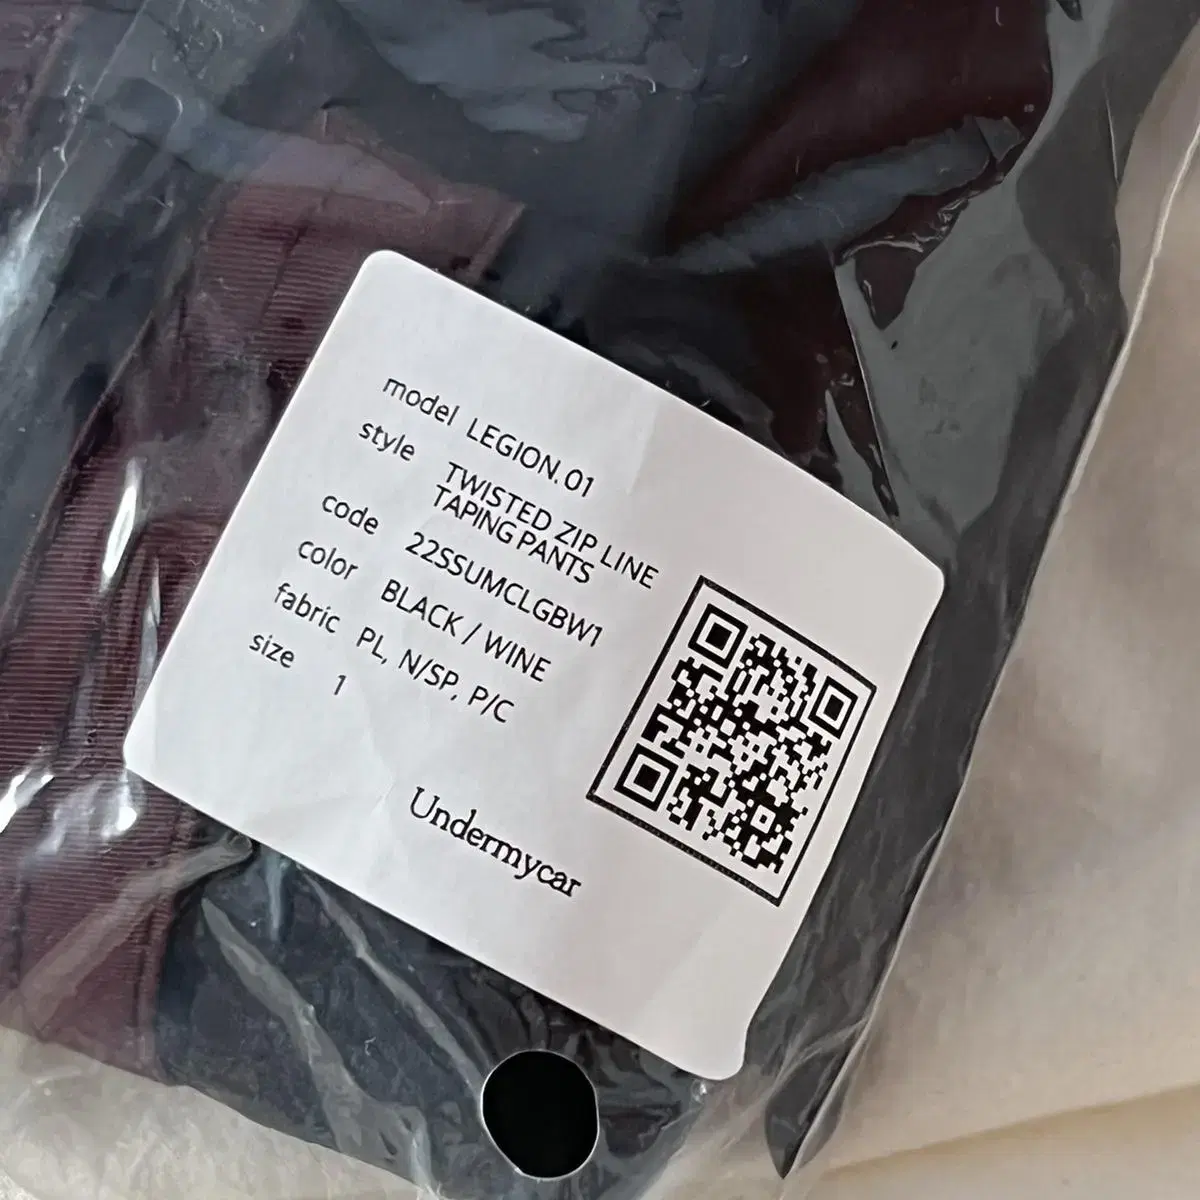 model LEGION.01
style TWISTED ZIP LINE
TAPING PANTS
code 22SSUMCLGBW1
color BLACK / WINE
fabric PL, N/SP, P/C
size 1
Undermycar